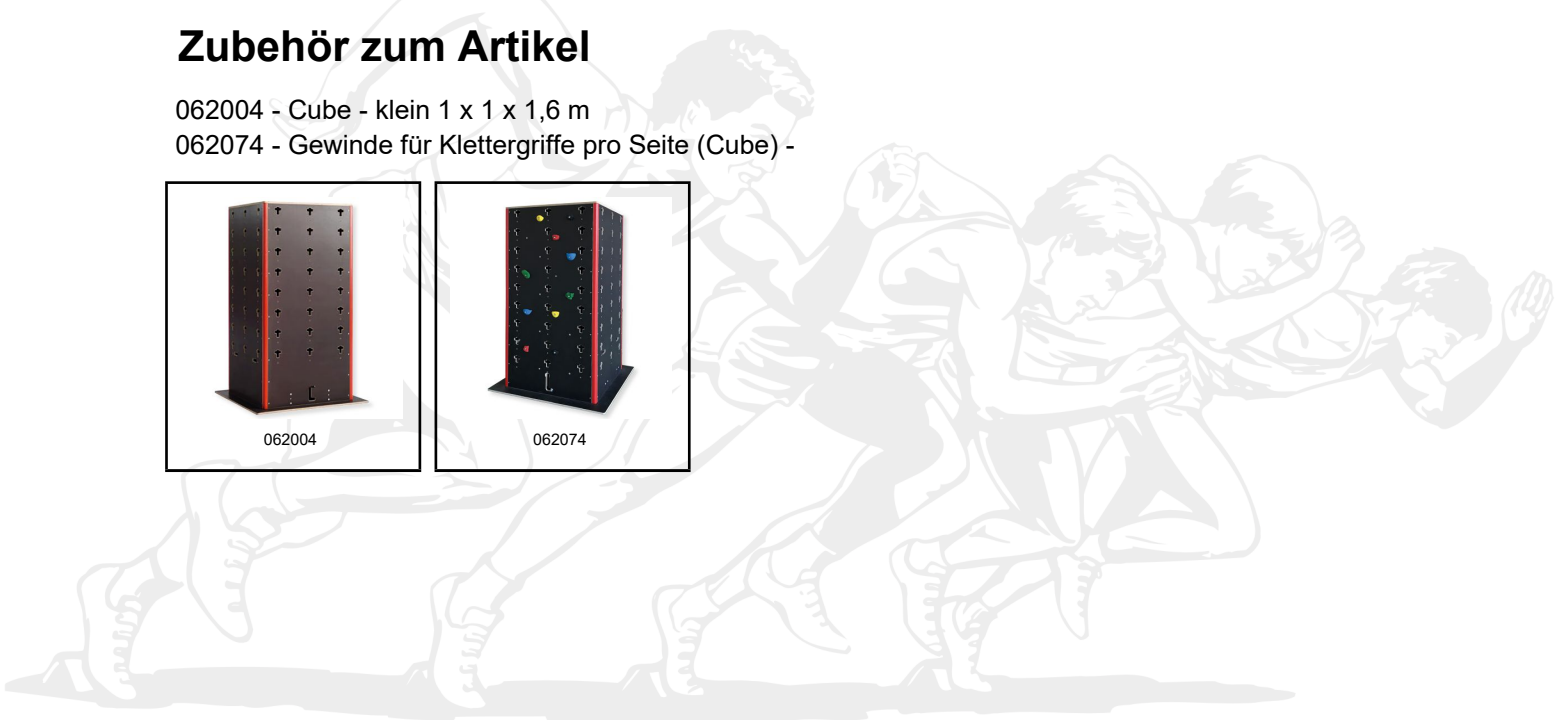 Zubehör zum Artikel
062004 - Cube - klein 1 x 1 x 1,6 m
062074 - Gewinde für Klettergriffe pro Seite (Cube) -
062004
062074